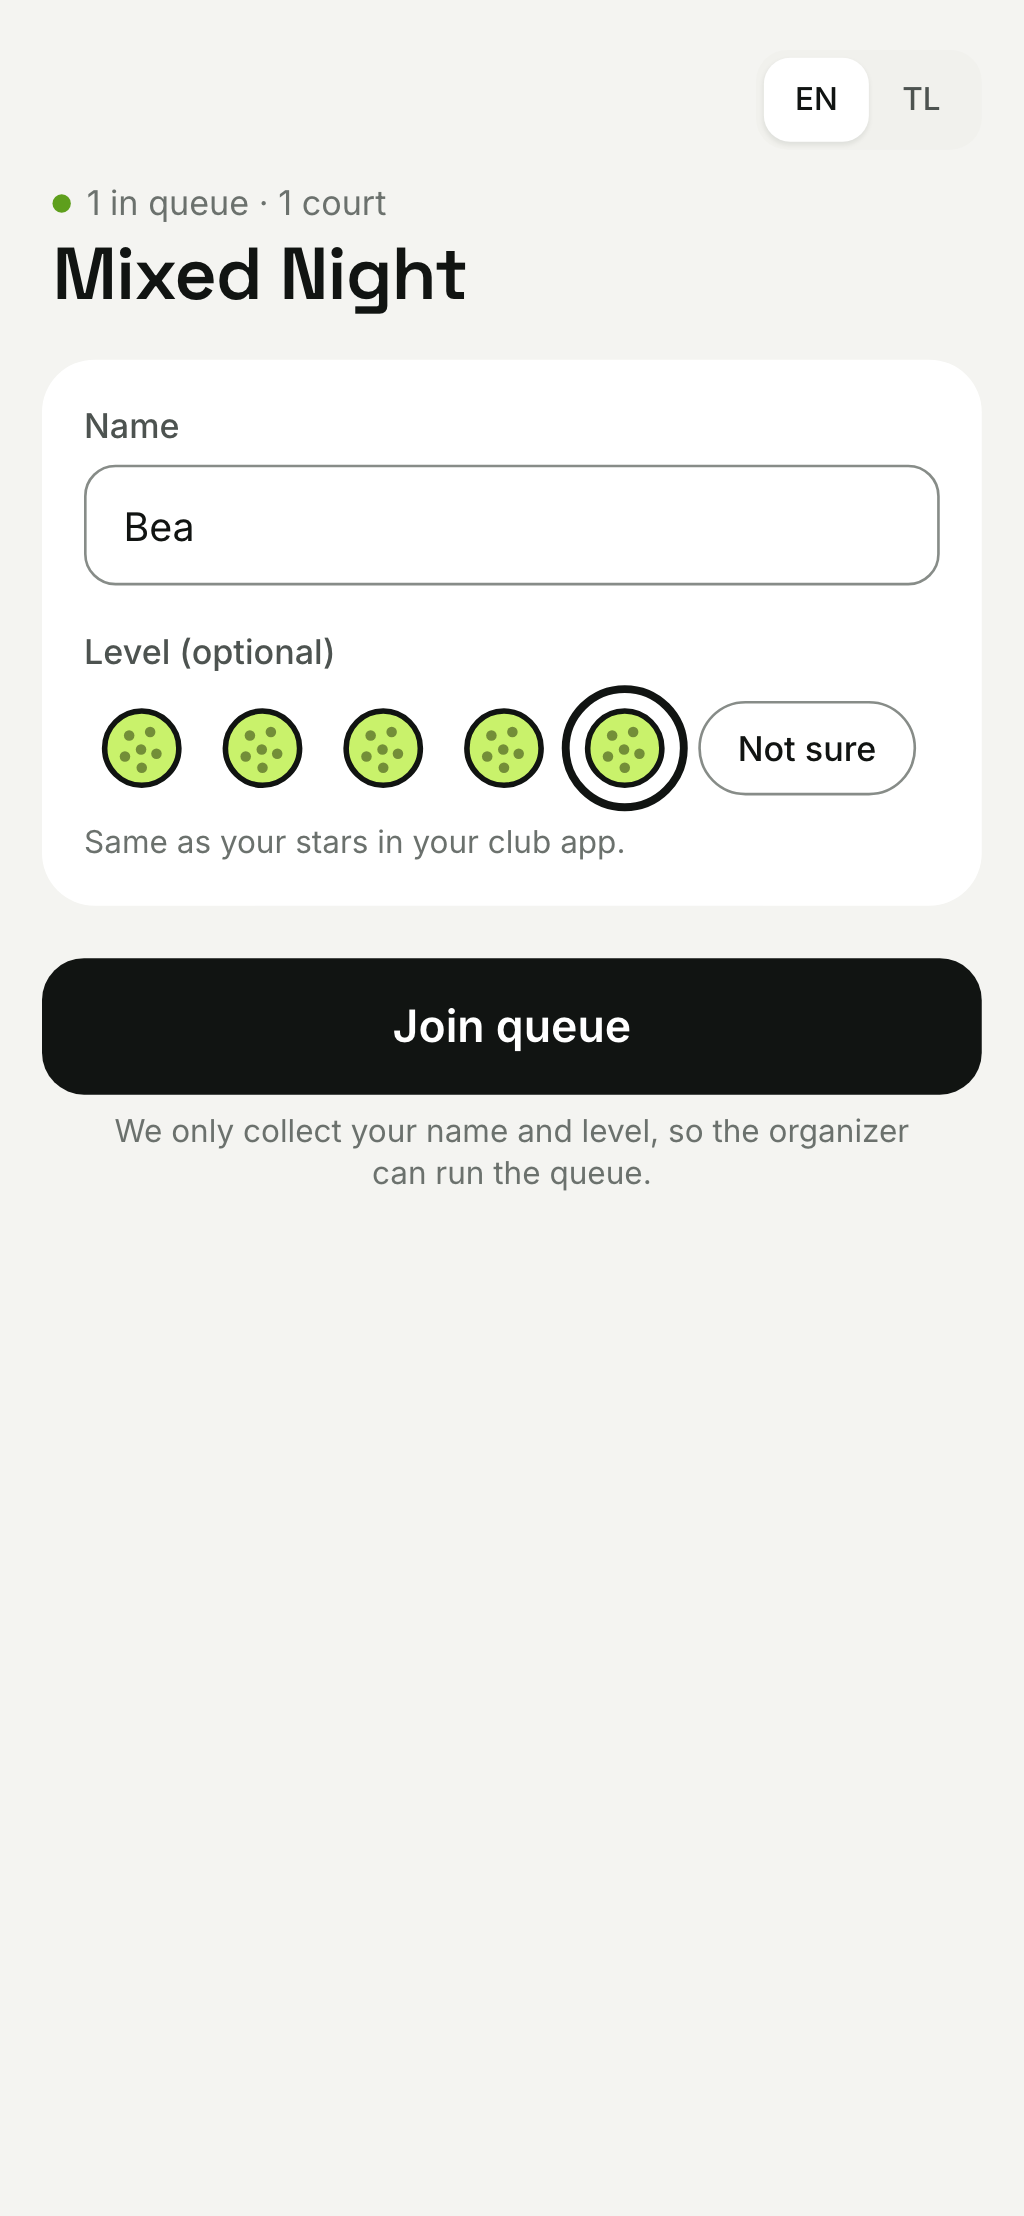 EN TL
1 in queue · 1 court
Mixed Night
Name
Bea
Level (optional)
Not sure
Same as your stars in your club app.
Join queue
We only collect your name and level, so the organizer
can run the queue.